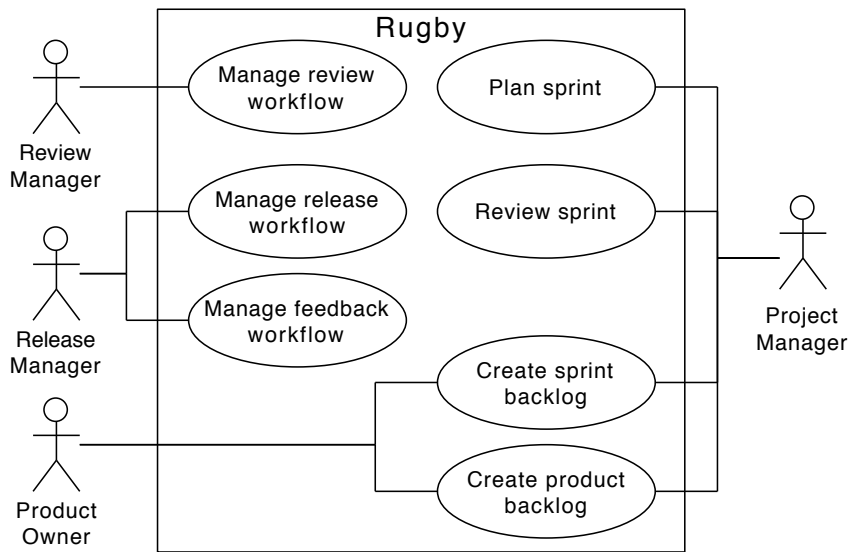 Rugby
Manage review
workflow
Plan sprint
Review
Manager
Manage release
workflow
Review sprint
Release
Manager
Manage feedback
workflow
Project
Manager
Create sprint
backlog
Product
Owner
Create product
backlog